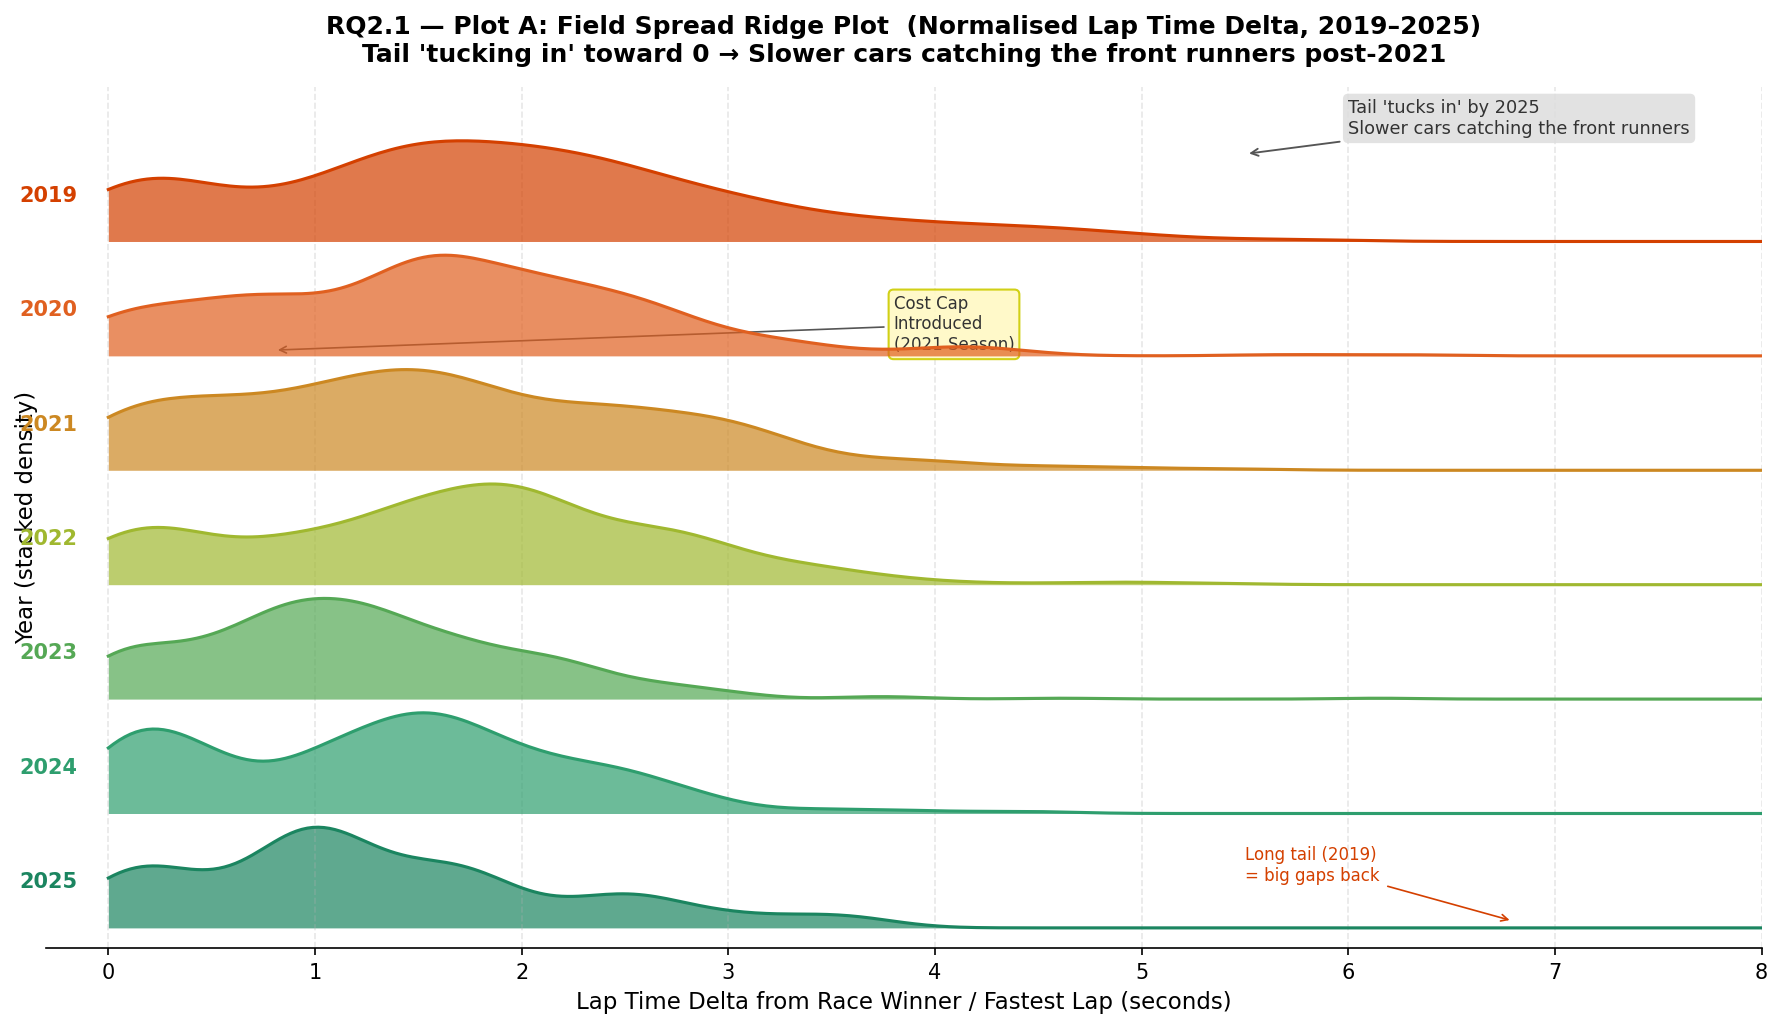 RQ2.1 — Plot A: Field Spread Ridge Plot  (Normalised Lap Time Delta, 2019–2025)
Tail 'tucking in' toward 0 → Slower cars catching the front runners post-2021
Tail 'tucks in' by 2025
Slower cars catching the front runners
2019
2020
Cost Cap
Introduced
(2021 Season)
2021
Year (stacked density)
2022
2023
2024
2025
Long tail (2019)
= big gaps back
0 1 2 3 4 5 6 7 8
Lap Time Delta from Race Winner / Fastest Lap (seconds)